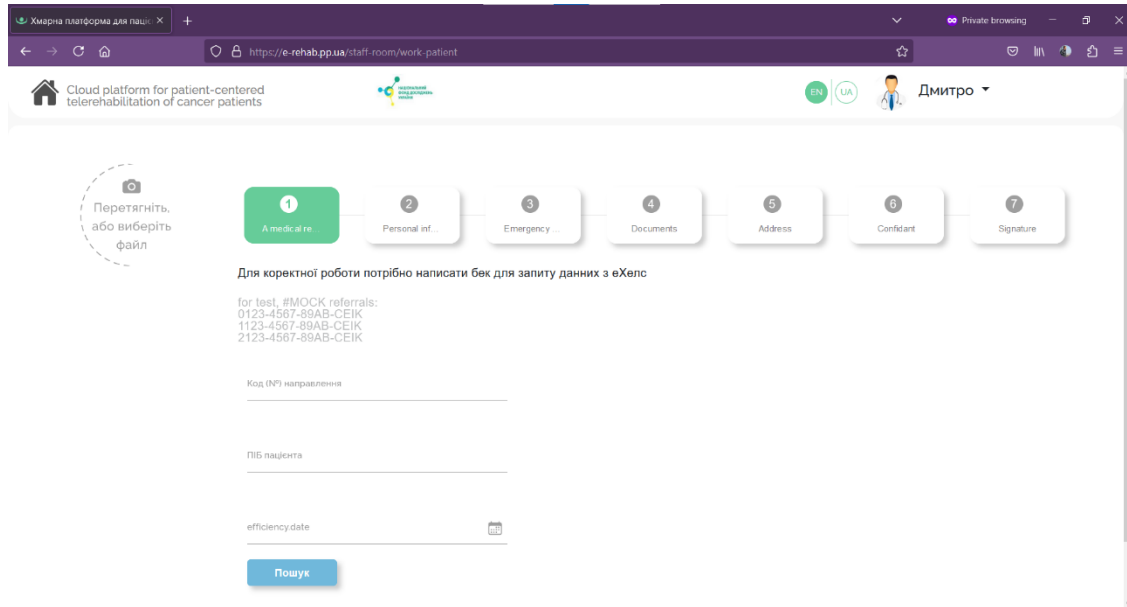 Хмарна платформа для паціє
Private browsing
https://e-rehab.pp.ua/staff-room/work-patient
Cloud platform for patient-centered
telerehabilitation of cancer patients
EN
UA
Дмитро
Перетягніть,
або виберіть
файл
1
A medical re...
2
Personal inf...
3
Emergency ...
4
Documents
5
Address
6
Confidant
7
Signature
Для коректної роботи потрібно написати бек для запиту данних з еХелс
for test, #MOCK referrals:
0123-4567-89AB-CEIK
1123-4567-89AB-CEIK
2123-4567-89AB-CEIK
Код (Nº) направлення
ПІБ пацієнта
efficiency.date
Пошук